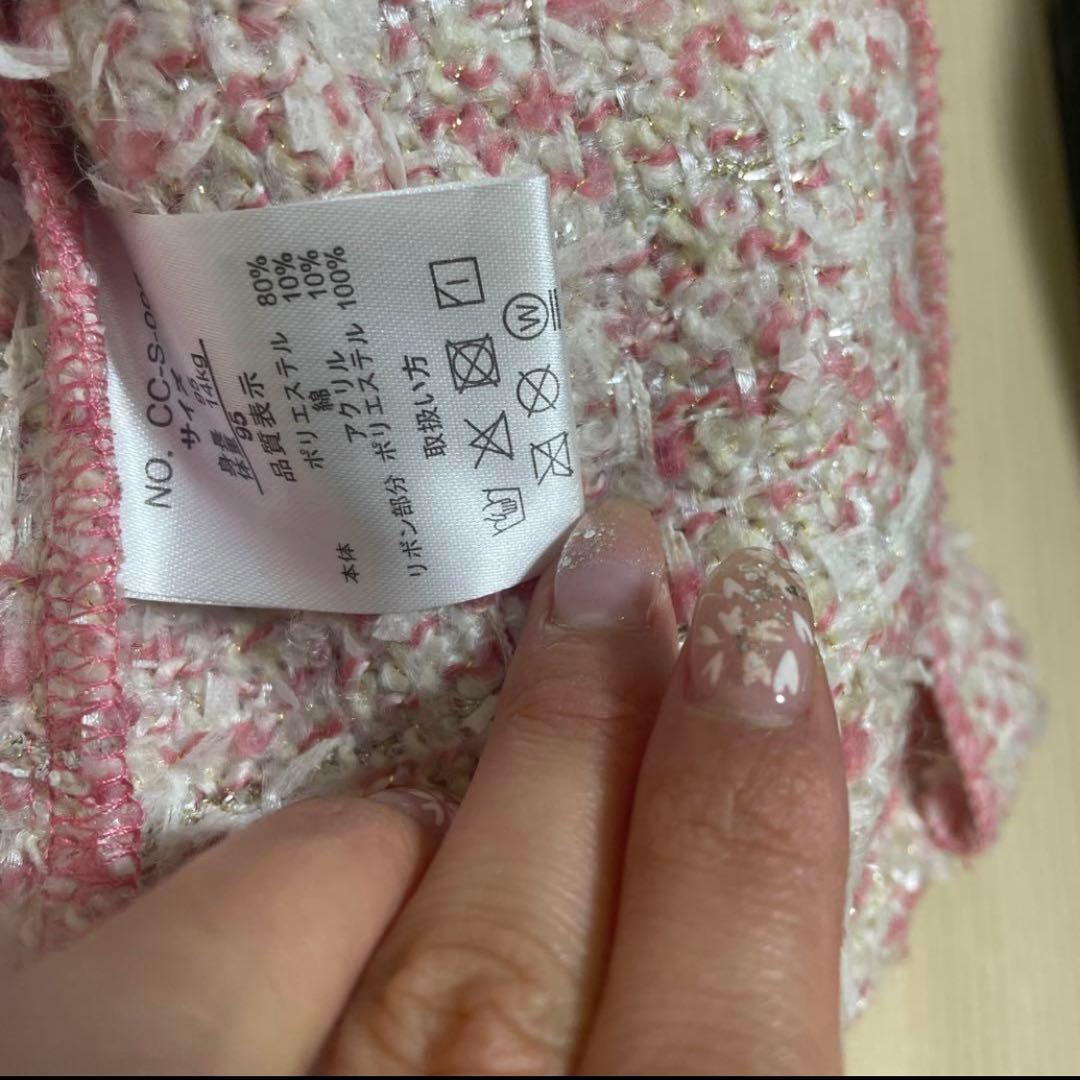 NO. CC-S-0
サイズ
身長 95
体重 14kg
品質表示
本体 ポリエステル 80%
綿 10%
アクリル 10%
リボン部分 ポリエステル 100%
取扱い方
W